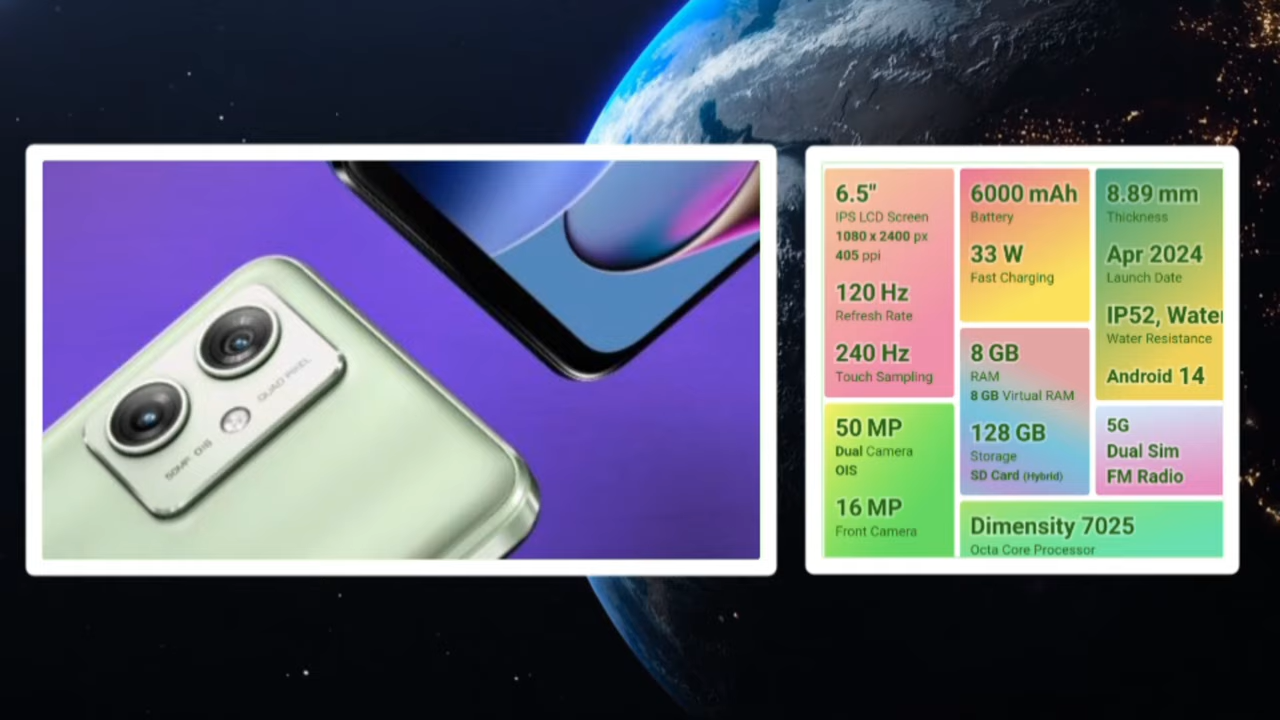 50MP OIS
QUAD PIXEL
6.5"
IPS LCD Screen
1080 x 2400 px
405 ppi
120 Hz
Refresh Rate
240 Hz
Touch Sampling
50 MP
Dual Camera
OIS
16 MP
Front Camera
6000 mAh
Battery
33 W
Fast Charging
8 GB
RAM
8 GB Virtual RAM
128 GB
Storage
SD Card (Hybrid)
8.89 mm
Thickness
Apr 2024
Launch Date
IP52, Water
Water Resistance
Android 14
5G
Dual Sim
FM Radio
Dimensity 7025
Octa Core Processor